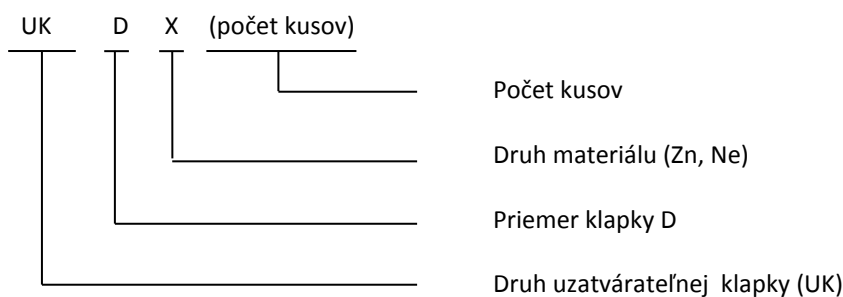 UK D X (počet kusov)
Počet kusov
Druh materiálu (Zn, Ne)
Priemer klapky D
Druh uzatvárateľnej klapky (UK)